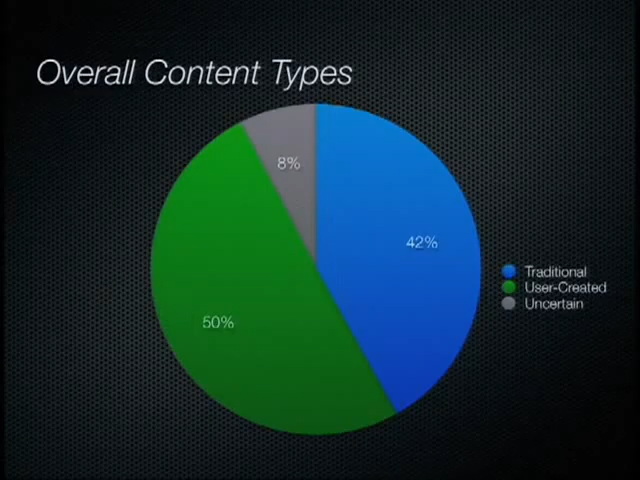 Overall Content Types
8%
42%
50%
Traditional
User-Created
Uncertain